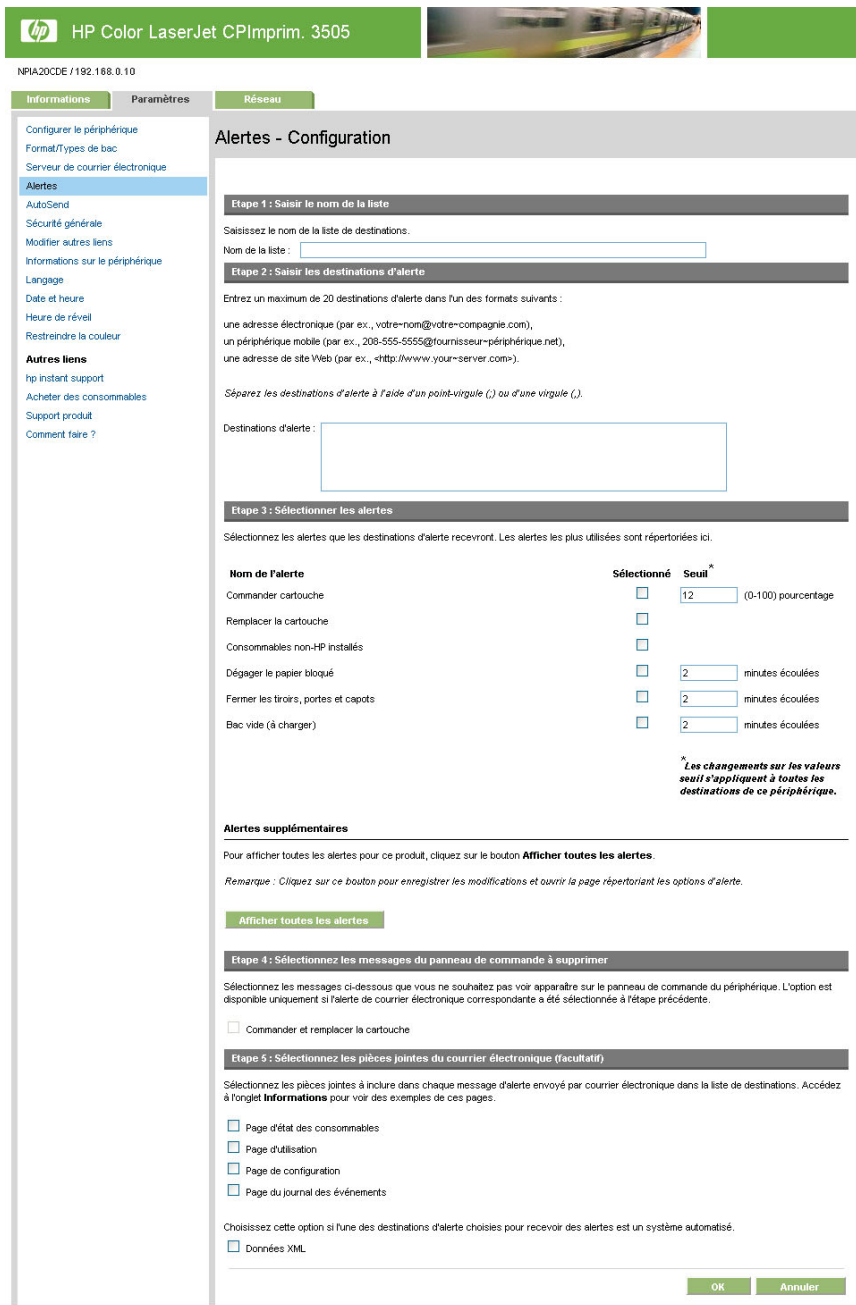 hp HP Color LaserJet CPImprim. 3505
NPIA20CDE / 192.168.0.10
Informations Paramètres Réseau
Configurer le périphérique
Format/Types de bac
Serveur de courrier électronique
Alertes
AutoSend
Sécurité générale
Modifier autres liens
Informations sur le périphérique
Langage
Date et heure
Heure de réveil
Restreindre la couleur
Autres liens
hp instant support
Acheter des consommables
Support produit
Comment faire ?
Alertes - Configuration
Etape 1 : Saisir le nom de la liste
Saisissez le nom de la liste de destinations.
Nom de la liste :
Etape 2 : Saisir les destinations d'alerte
Entrez un maximum de 20 destinations d'alerte dans l'un des formats suivants :
une adresse électronique (par ex., votre~nom@votre~compagnie.com),
un périphérique mobile (par ex., 208-555-5555@fournisseur~périphérique.net),
une adresse de site Web (par ex., <http://www.your~server.com>).
Séparez les destinations d'alerte à l'aide d'un point-virgule (;) ou d'une virgule (,).
Destinations d'alerte :
Etape 3 : Sélectionner les alertes
Sélectionnez les alertes que les destinations d'alerte recevront. Les alertes les plus utilisées sont répertoriées ici.
Nom de l'alerte Sélectionné Seuil*
Commander cartouche 12 (0-100) pourcentage
Remplacer la cartouche
Consommables non-HP installés
Dégager le papier bloqué 2 minutes écoulées
Fermer les tiroirs, portes et capots 2 minutes écoulées
Bac vide (à charger) 2 minutes écoulées
*Les changements sur les valeurs
seuil s'appliquent à toutes les
destinations de ce périphérique.
Alertes supplémentaires
Pour afficher toutes les alertes pour ce produit, cliquez sur le bouton Afficher toutes les alertes.
Remarque : Cliquez sur ce bouton pour enregistrer les modifications et ouvrir la page répertoriant les options d'alerte.
Afficher toutes les alertes
Etape 4 : Sélectionnez les messages du panneau de commande à supprimer
Sélectionnez les messages ci-dessous que vous ne souhaitez pas voir apparaître sur le panneau de commande du périphérique. L'option est
disponible uniquement si l'alerte de courrier électronique correspondante a été sélectionnée à l'étape précédente.
Commander et remplacer la cartouche
Etape 5 : Sélectionnez les pièces jointes du courrier électronique (facultatif)
Sélectionnez les pièces jointes à inclure dans chaque message d'alerte envoyé par courrier électronique dans la liste de destinations. Accédez
à l'onglet Informations pour voir des exemples de ces pages.
Page d'état des consommables
Page d'utilisation
Page de configuration
Page du journal des événements
Choisissez cette option si l'une des destinations d'alerte choisies pour recevoir des alertes est un système automatisé.
Données XML
OK Annuler